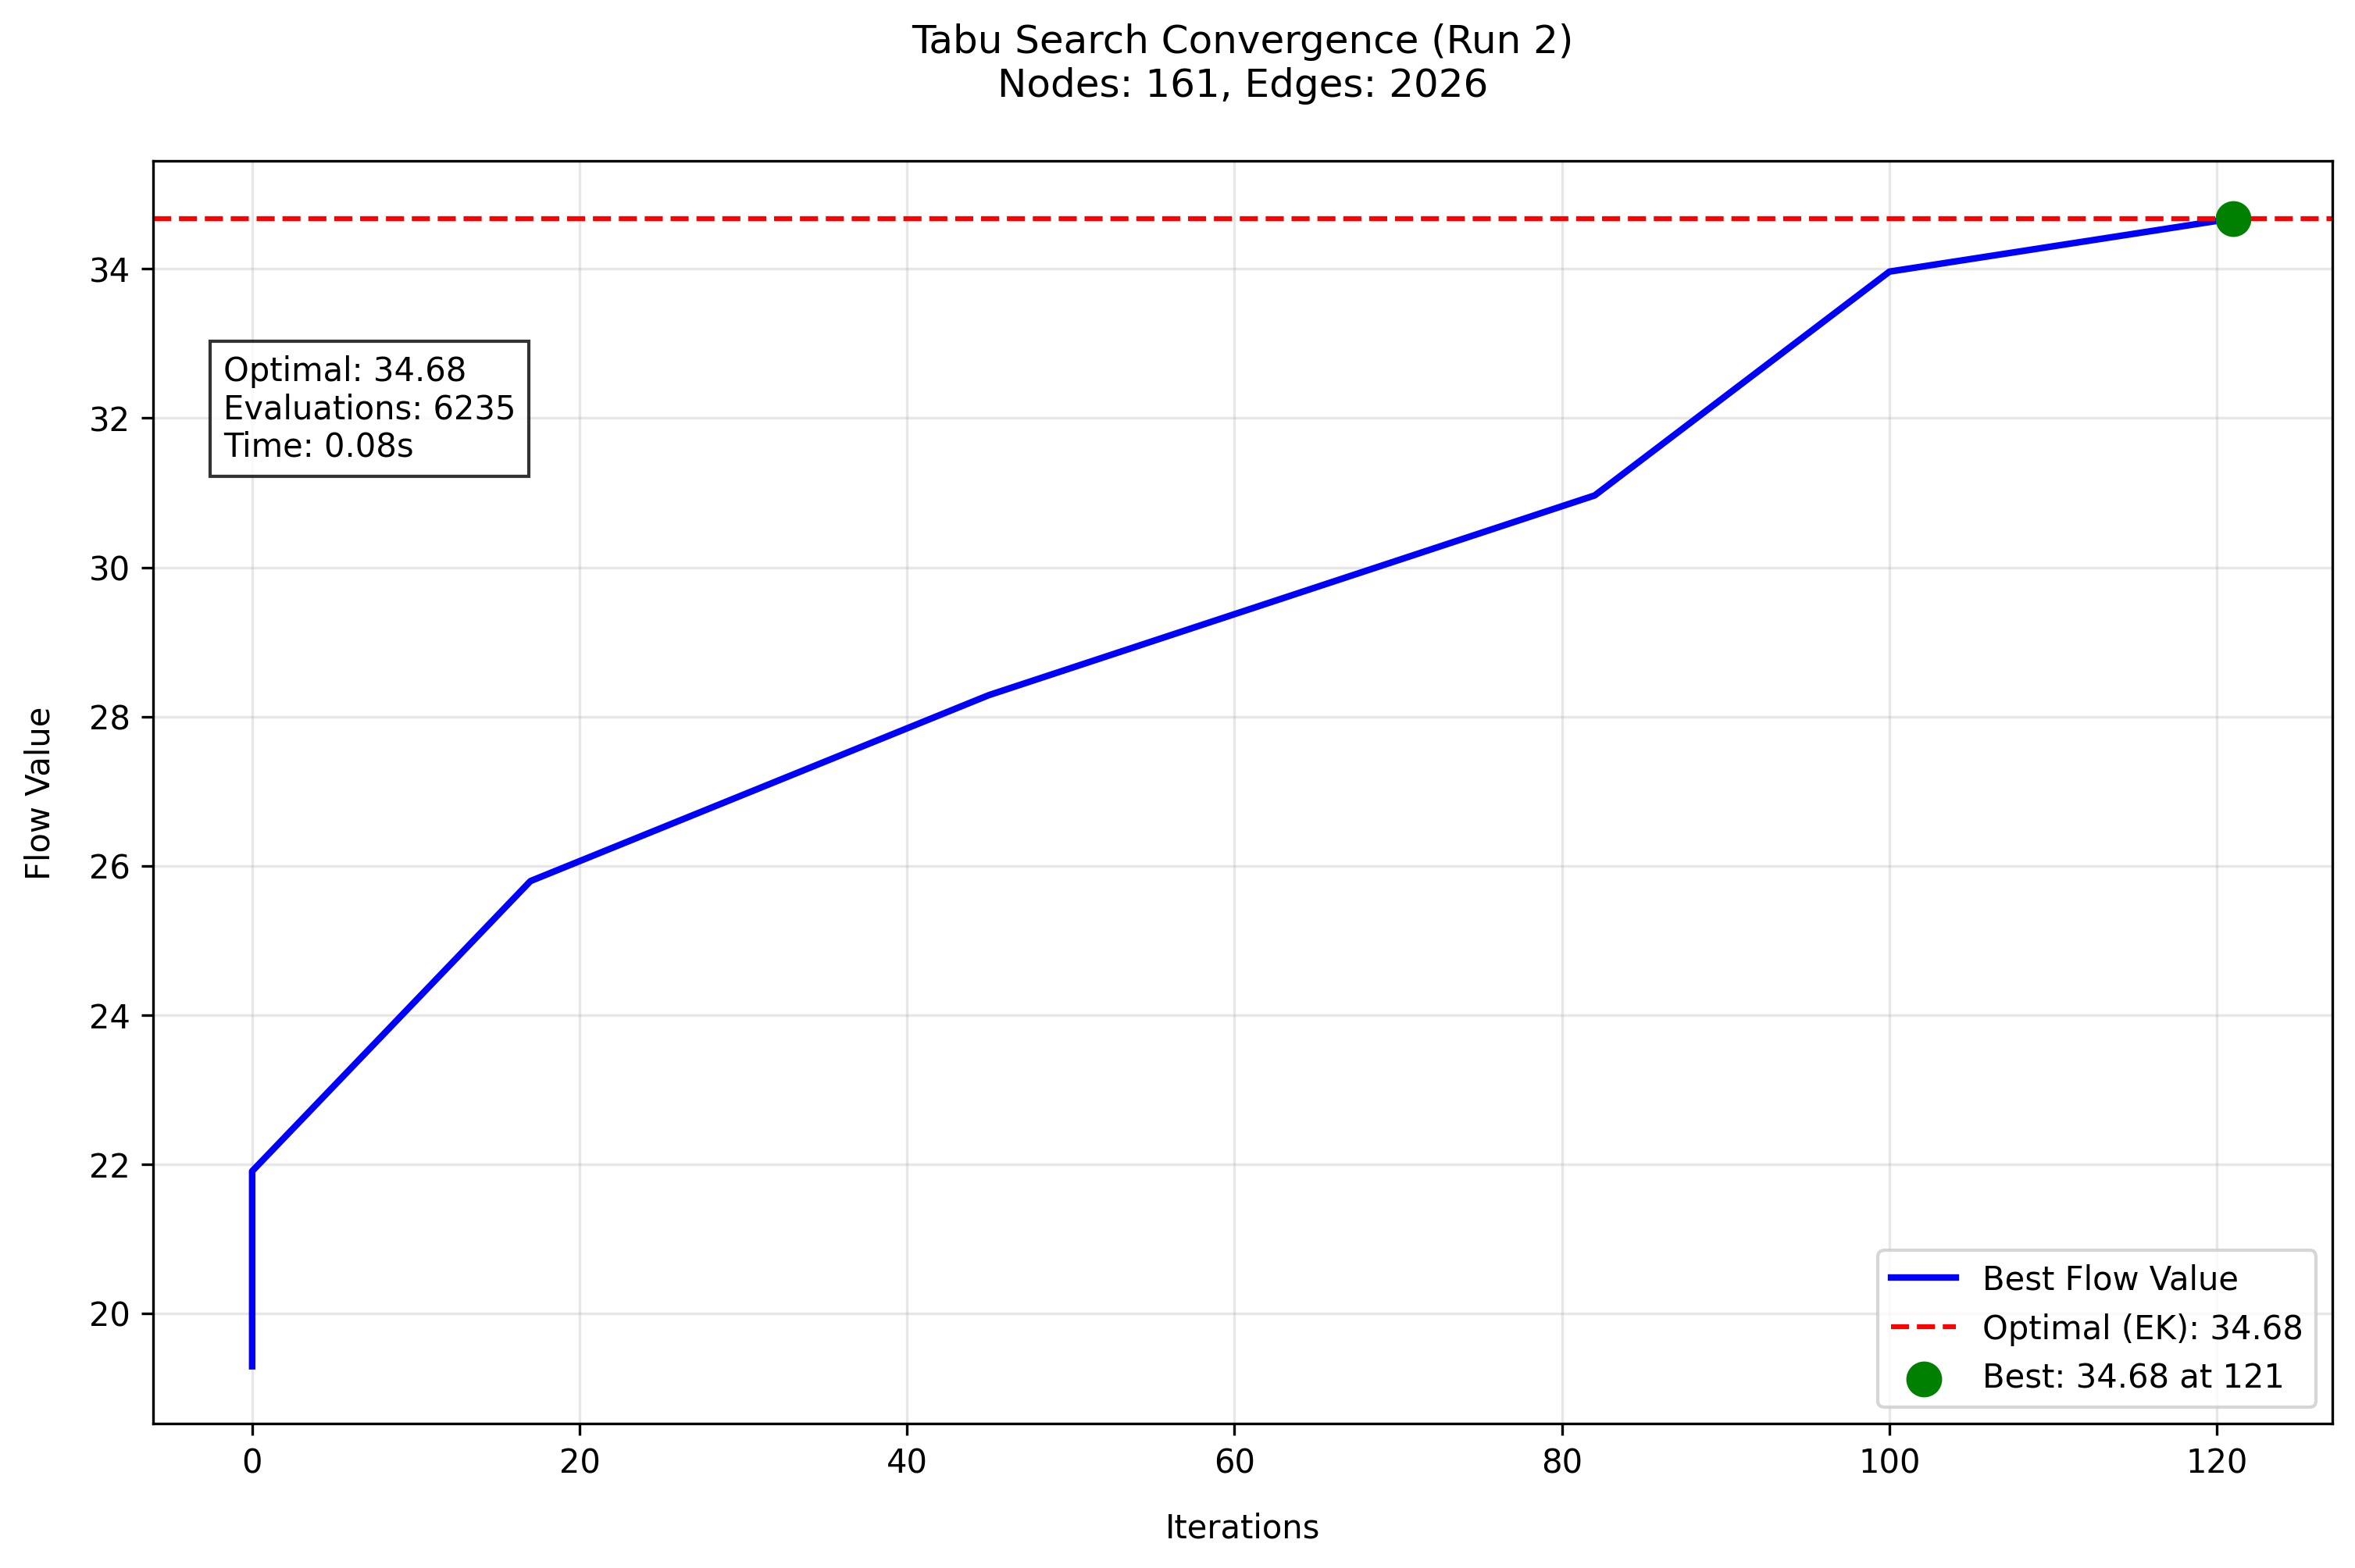 Tabu Search Convergence (Run 2)
Nodes: 161, Edges: 2026
Optimal: 34.68
Evaluations: 6235
Time: 0.08s
Flow Value
34
32
30
28
26
24
22
20
0 20 40 60 80 100 120
Iterations
Best Flow Value
Optimal (EK): 34.68
Best: 34.68 at 121